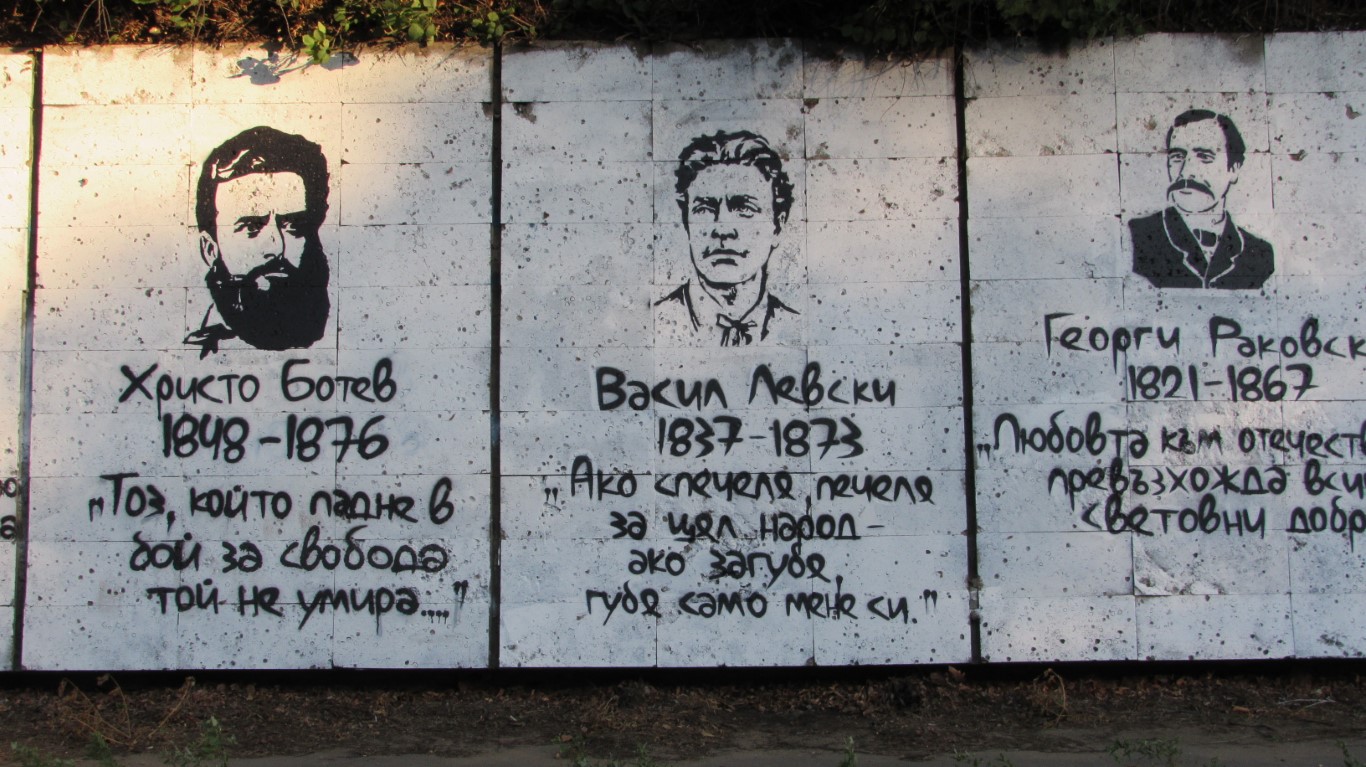 Христо Ботев
1848-1876
„Тоз, който падне в
бой за свобода
той не умира...."
Васил Левски
1837-1873
„Ако спечеля, печеля
за цял народ-
ако загубя,
губя само мене си."
Георги Раковск
1821-1867
„Любовта към отечеств
превъзхожда вси
световни добр